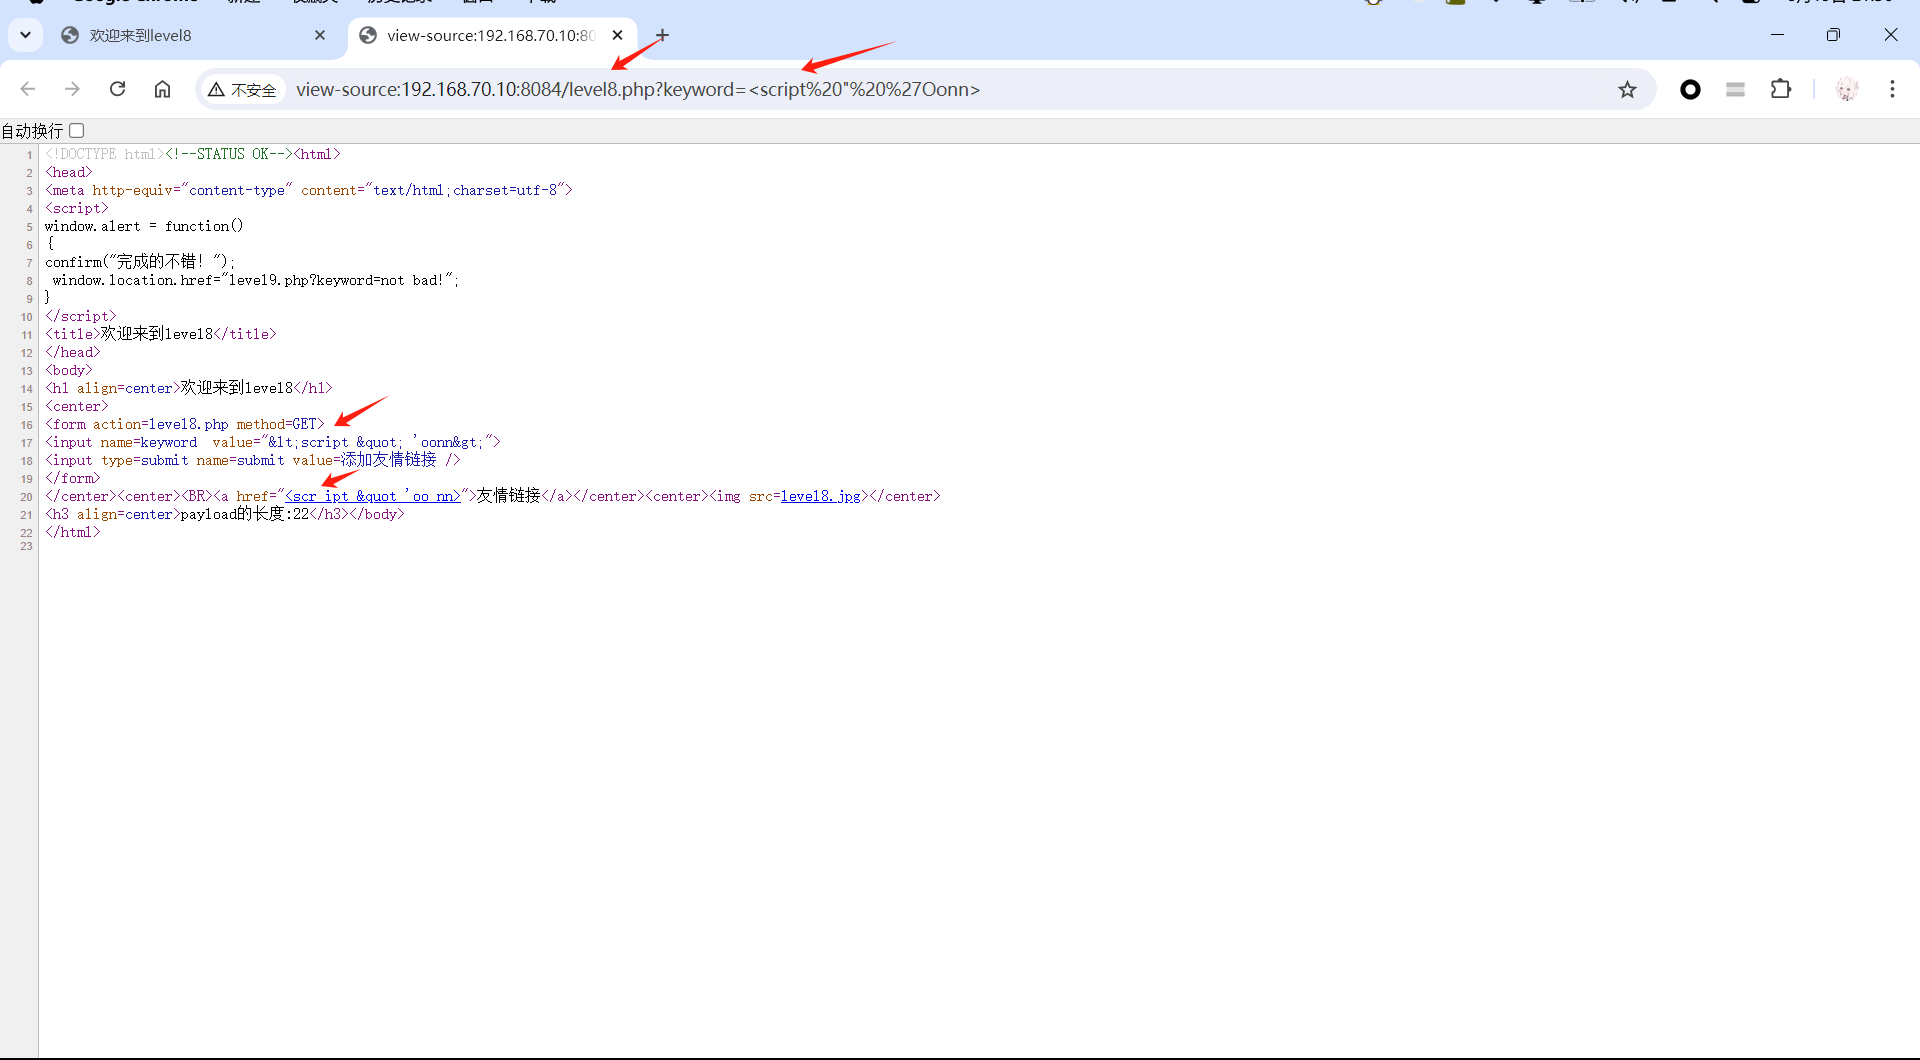 Google Chrome
欢迎来到level8
view-source:192.168.70.10:80
不安全
view-source:192.168.70.10:8084/level8.php?keyword=<script%20"%20%27Oonn>
自动换行
1 <!DOCTYPE html><!--STATUS OK--><html>
2 <head>
3 <meta http-equiv="content-type" content="text/html;charset=utf-8">
4 <script>
5 window.alert = function()
6 {
7 confirm("完成的不错！");
8 window.location.href="level9.php?keyword=not bad!";
9 }
10 </script>
11 <title>欢迎来到level8</title>
12 </head>
13 <body>
14 <h1 align=center>欢迎来到level8</h1>
15 <center>
16 <form action=level8.php method=GET>
17 <input name=keyword  value="&lt;script &quot; 'oonn&gt;">
18 <input type=submit name=submit value=添加友情链接 />
19 </form>
20 </center><center><BR><a href="<scr_ipt &quot 'oo_nn>">友情链接</a></center><center><img src=level8.jpg></center>
21 <h3 align=center>payload的长度:22</h3></body>
22 </html>
23